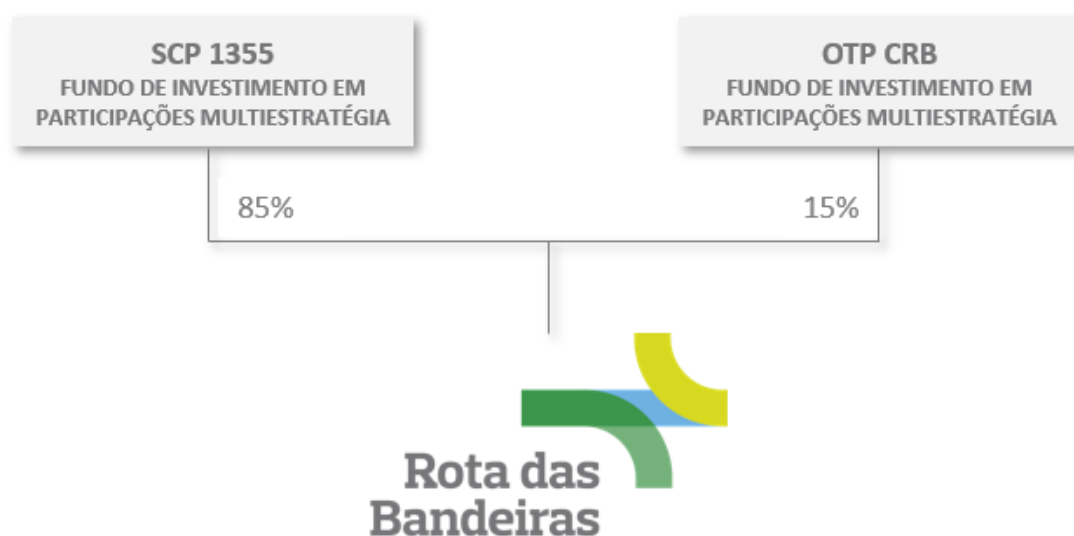 SCP 1355
FUNDO DE INVESTIMENTO EM
PARTICIPAÇÕES MULTIESTRATÉGIA
OTP CRB
FUNDO DE INVESTIMENTO EM
PARTICIPAÇÕES MULTIESTRATÉGIA
85%
15%
Rota das
Bandeiras